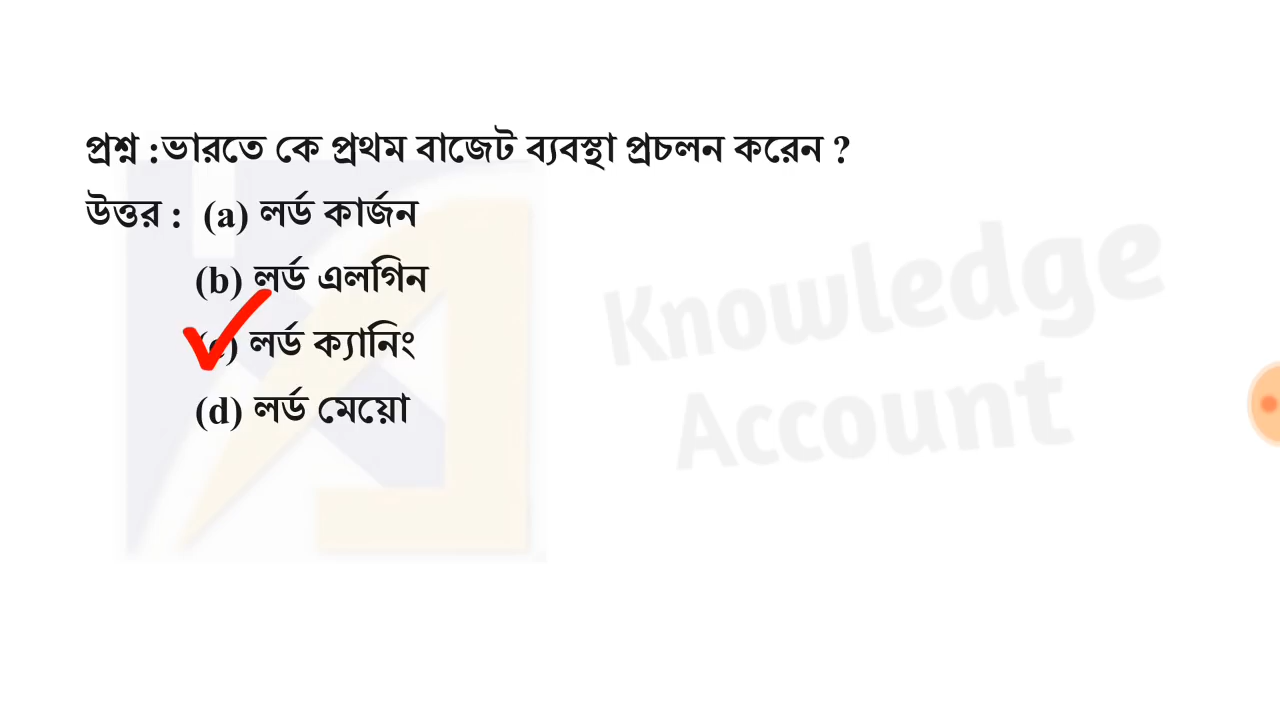 প্রশ্ন :ভারতে কে প্রথম বাজেট ব্যবস্থা প্রচলন করেন ?
উত্তর : (a) লর্ড কার্জন
(b) লর্ড এলগিন
(c) লর্ড ক্যানিং
(d) লর্ড মেয়ো
Knowledge
Account